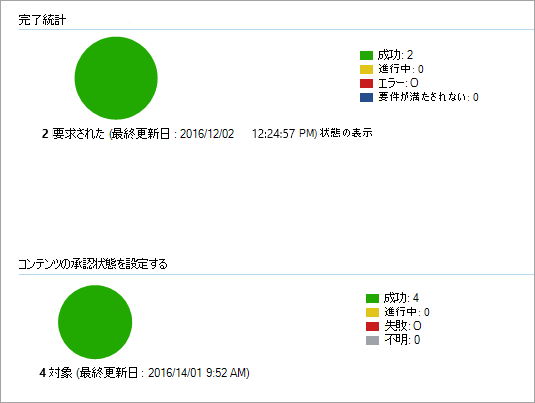 完了統計
成功: 2
進行中: 0
エラー: O
要件が満たされない: 0
2 要求された (最終更新日 : 2016/12/02 12:24:57 PM) 状態の表示
コンテンツの承認状態を設定する
成功: 4
進行中: 0
失敗: O
不明: 0
4 対象 (最終更新日 : 2016/14/01 9:52 AM)